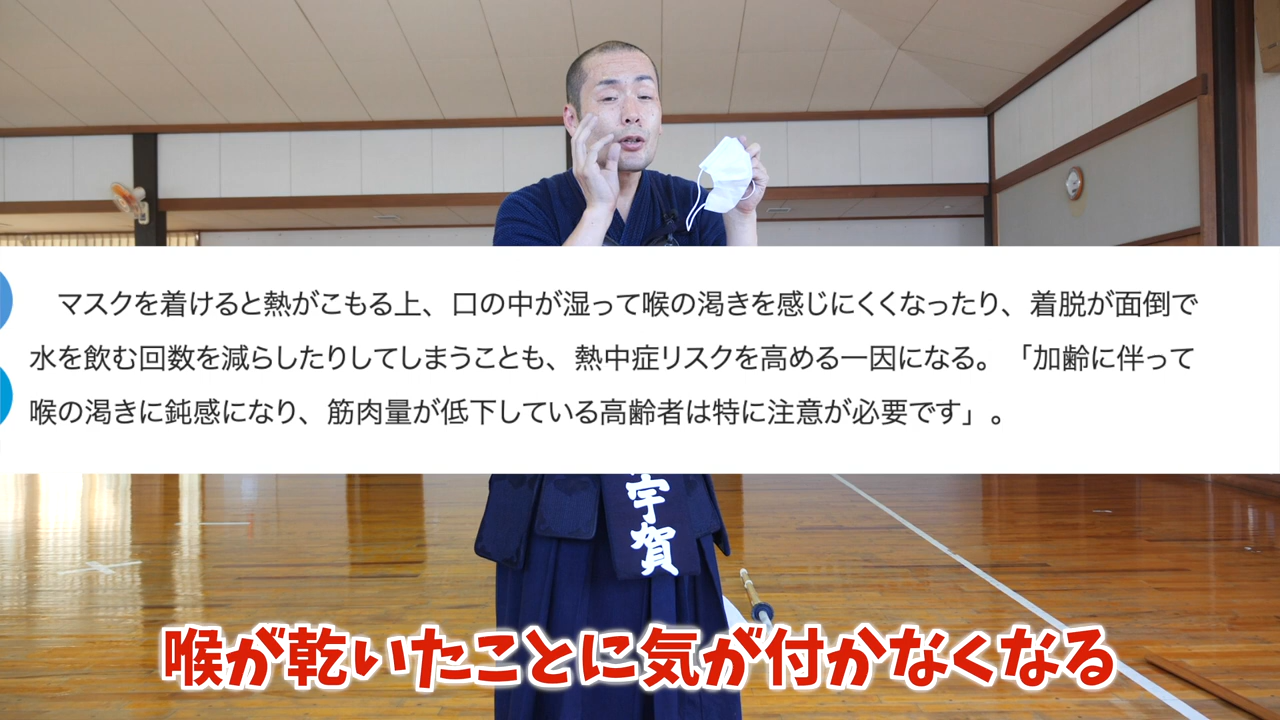 マスクを着けると熱がこもる上、口の中が湿って喉の渇きを感じにくくなったり、着脱が面倒で
水を飲む回数を減らしたりしてしまうことも、熱中症リスクを高める一因になる。「加齢に伴って
喉の渇きに鈍感になり、筋肉量が低下している高齢者は特に注意が必要です」。
宇賀
喉が乾いたことに気が付かなくなる